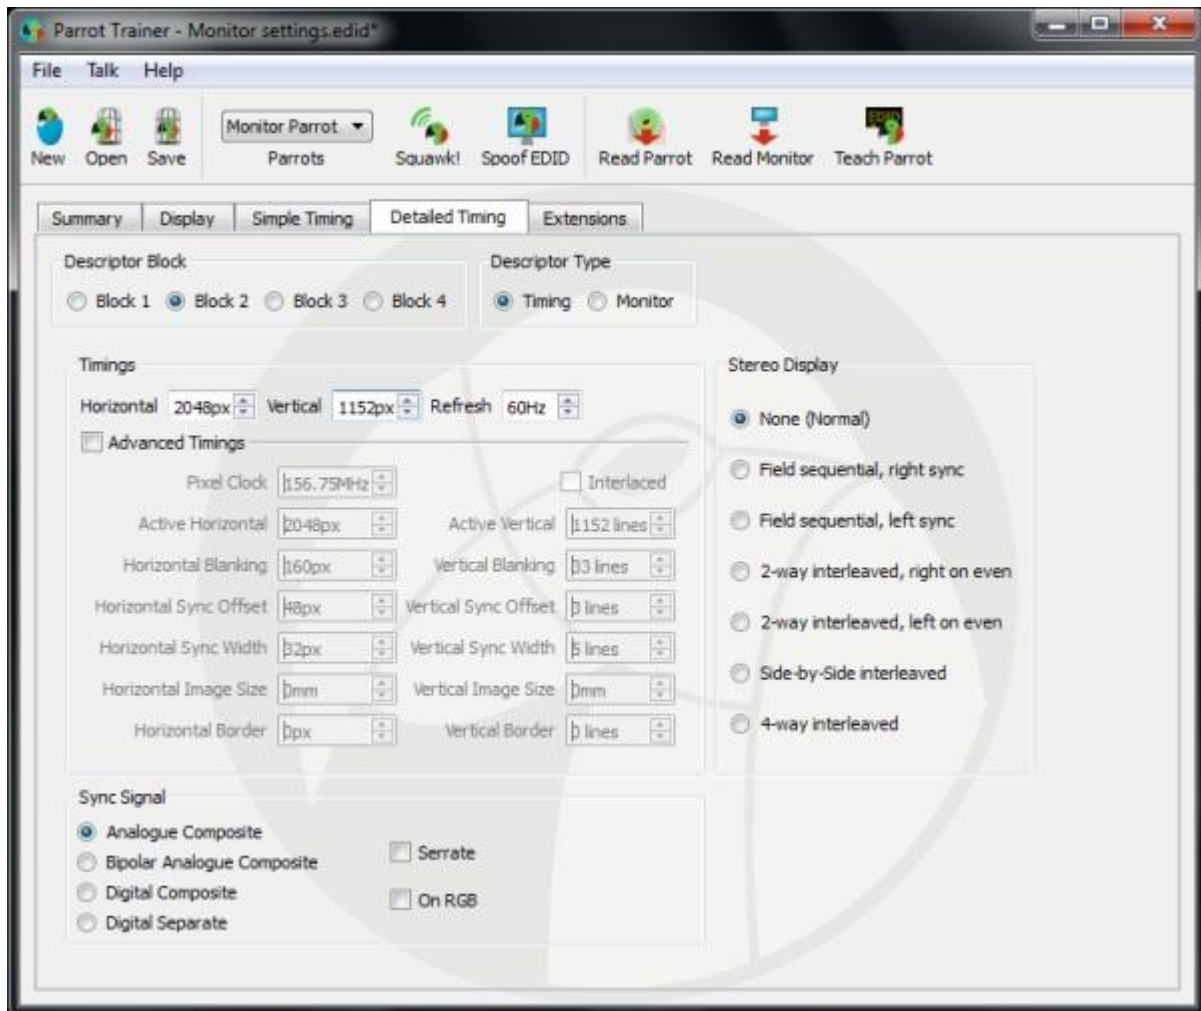 Parrot Trainer - Monitor settings.edid*
File Talk Help
Monitor Parrot
New Open Save Parrots Squawk! Spoof EDID Read Parrot Read Monitor Teach Parrot
EDID
Summary Display Simple Timing Detailed Timing Extensions
Descriptor Block Descriptor Type
Block 1 Block 2 Block 3 Block 4 Timing Monitor
Timings
Horizontal 2048px Vertical 1152px Refresh 60Hz
Advanced Timings
Pixel Clock 156.75MHz Interlaced
Active Horizontal 2048px Active Vertical 1152 lines
Horizontal Blanking 160px Vertical Blanking 33 lines
Horizontal Sync Offset 48px Vertical Sync Offset 3 lines
Horizontal Sync Width 32px Vertical Sync Width 5 lines
Horizontal Image Size 0mm Vertical Image Size 0mm
Horizontal Border 0px Vertical Border 0 lines
Stereo Display
None (Normal)
Field sequential, right sync
Field sequential, left sync
2-way interleaved, right on even
2-way interleaved, left on even
Side-by-Side interleaved
4-way interleaved
Sync Signal
Analogue Composite
Bipolar Analogue Composite
Digital Composite
Digital Separate
Serrate
On RGB